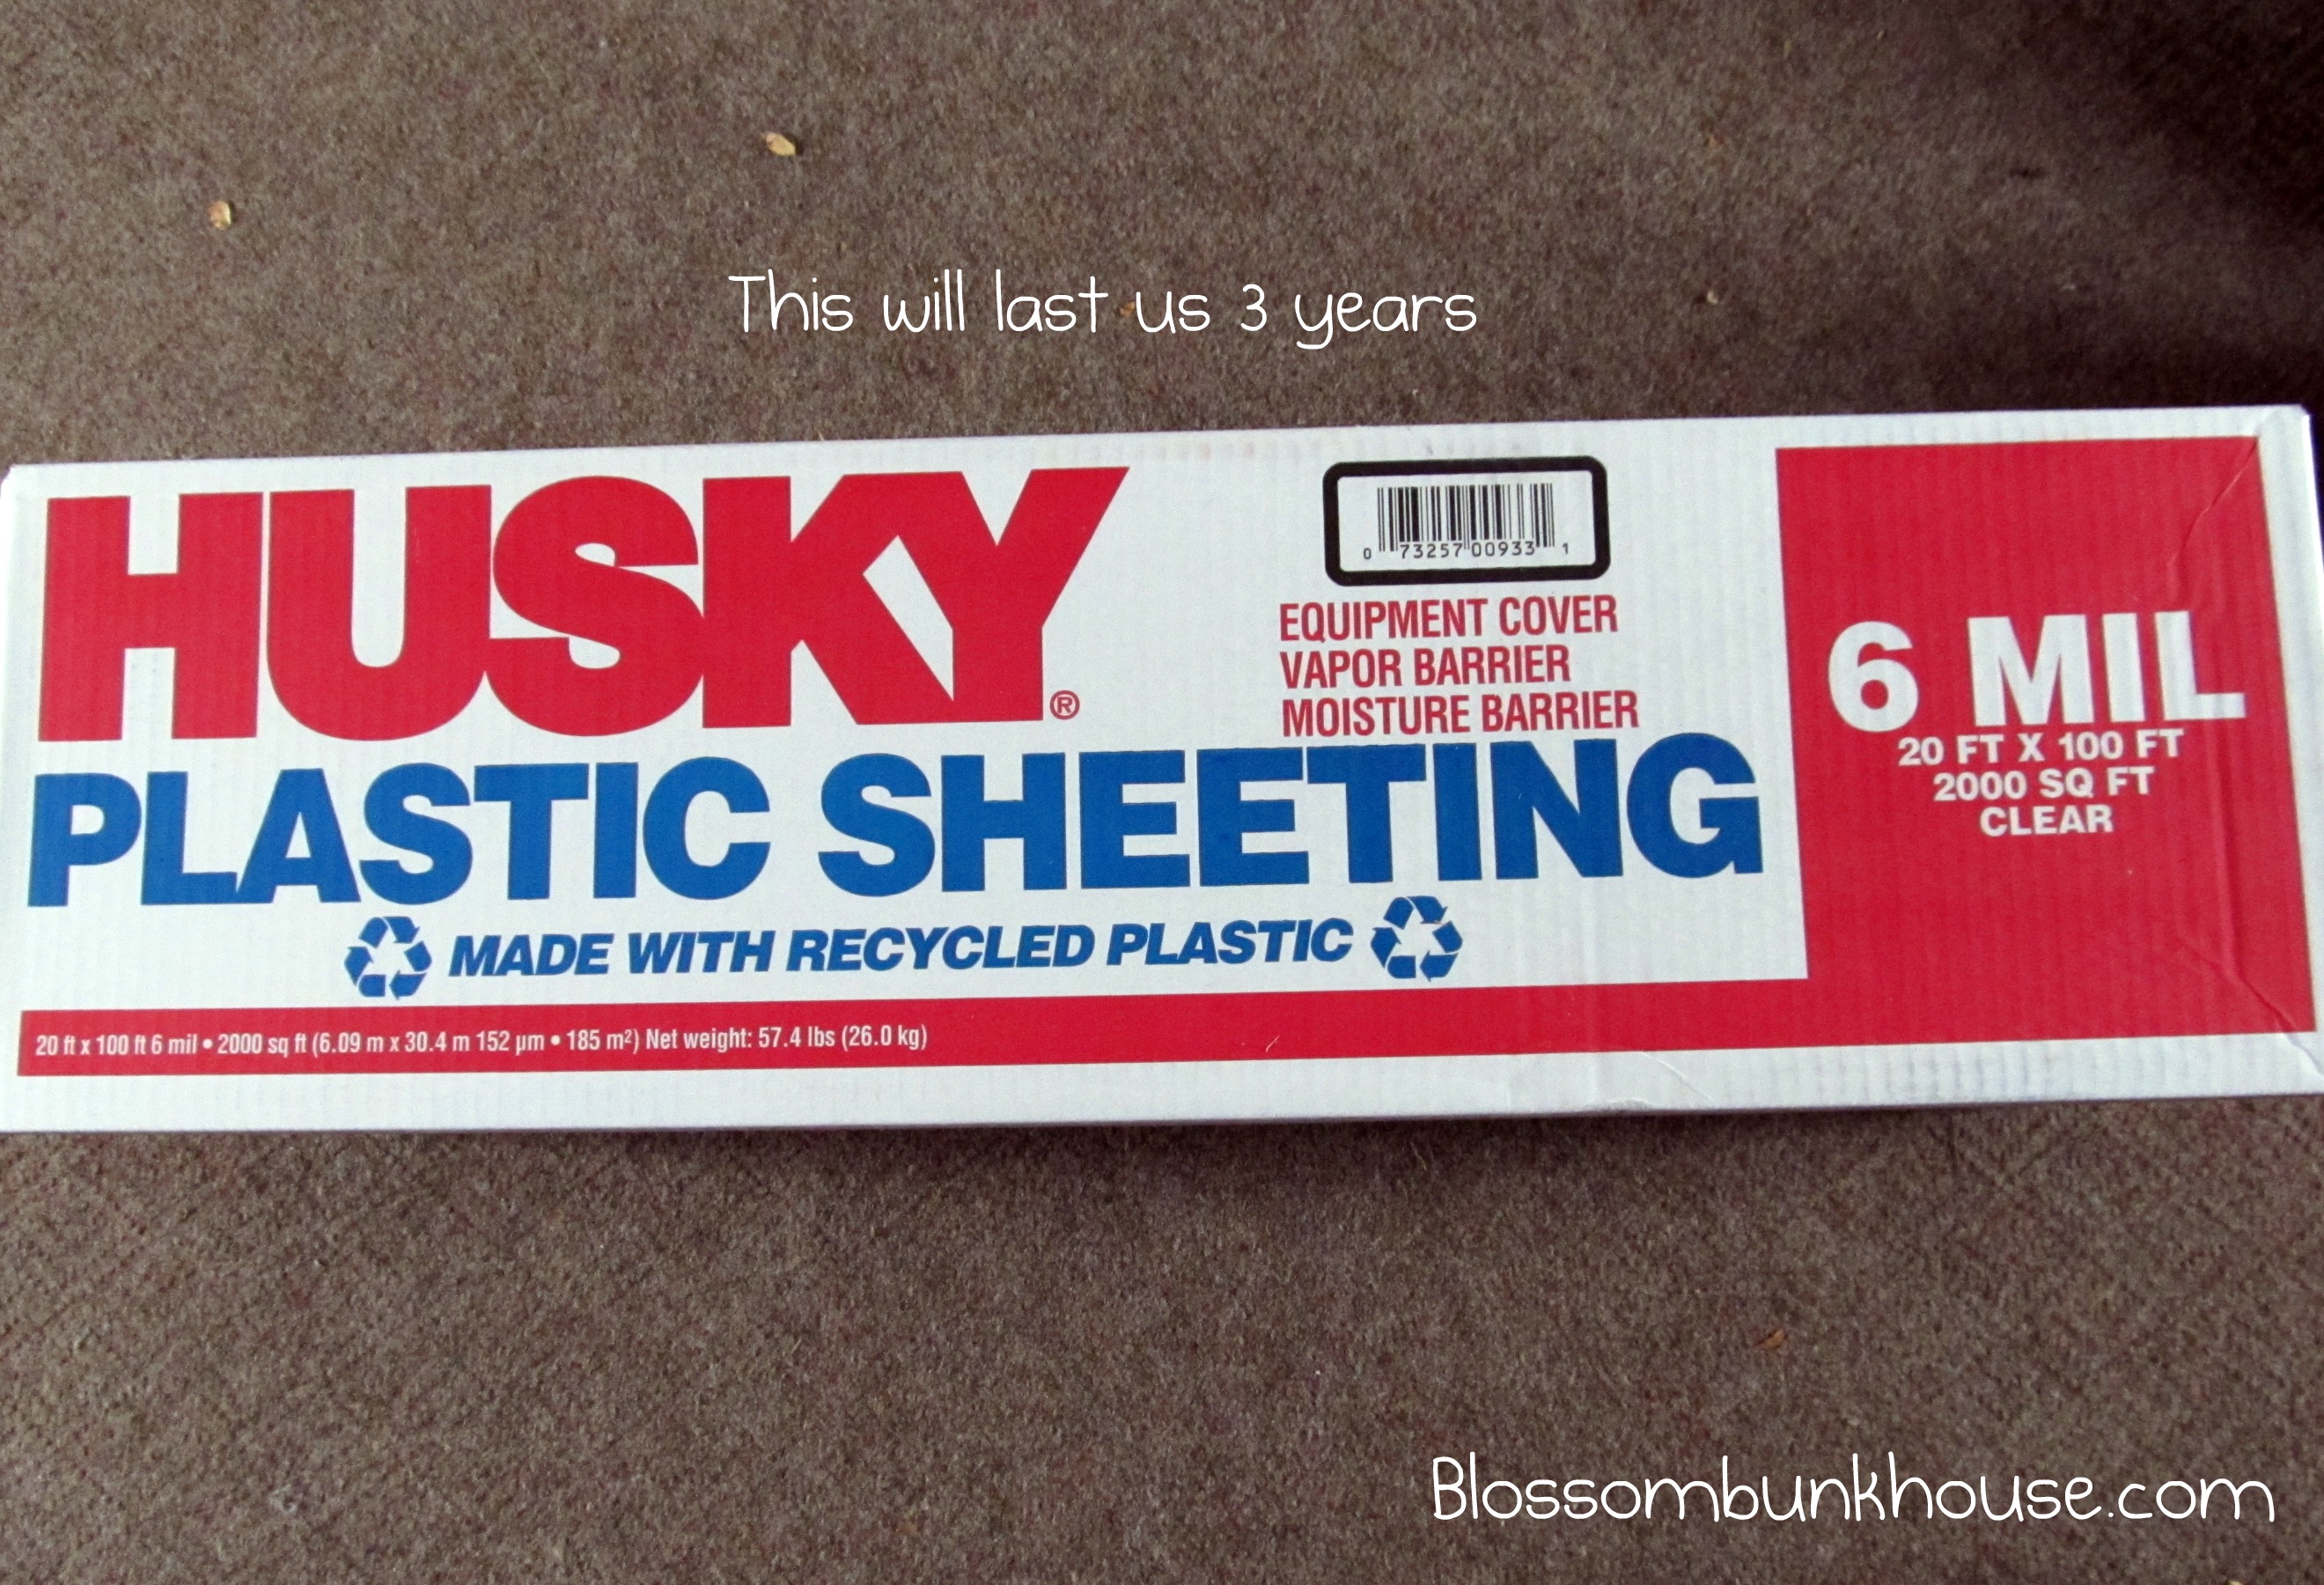 This will last us 3 years
HUSKY®
0 73257 00933 1
EQUIPMENT COVER
VAPOR BARRIER
MOISTURE BARRIER
PLASTIC SHEETING
MADE WITH RECYCLED PLASTIC
6 MIL
20 FT X 100 FT
2000 SQ FT
CLEAR
20 ft x 100 ft 6 mil • 2000 sq ft (6.09 m x 30.4 m 152 µm • 185 m²) Net weight: 57.4 lbs (26.0 kg)
Blossombunkhouse.com